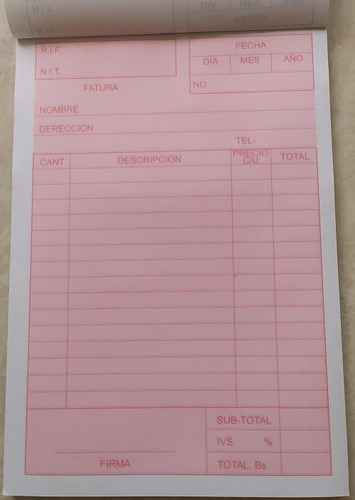 R.I.F.
N.I.T.
FECHA
DIA MES AÑO
FATURA
NO.
NOMBRE
DERECCION
TEL-
CANT DESCRIPCION PRECIO C/U. TOTAL
SUB-TOTAL
IVS %
FIRMA
TOTAL. Bs